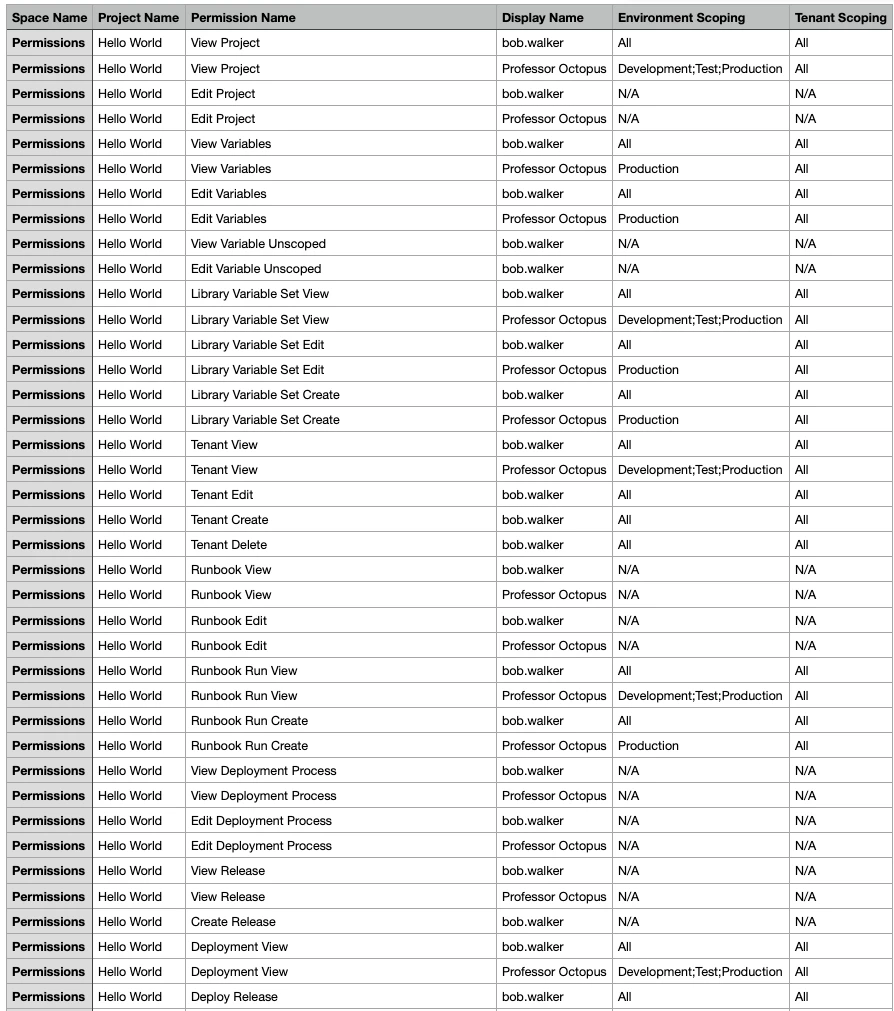 Space Name Project Name Permission Name Display Name Environment Scoping Tenant Scoping
Permissions Hello World View Project bob.walker All All
Permissions Hello World View Project Professor Octopus Development;Test;Production All
Permissions Hello World Edit Project bob.walker N/A N/A
Permissions Hello World Edit Project Professor Octopus N/A N/A
Permissions Hello World View Variables bob.walker All All
Permissions Hello World View Variables Professor Octopus Production All
Permissions Hello World Edit Variables bob.walker All All
Permissions Hello World Edit Variables Professor Octopus Production All
Permissions Hello World View Variable Unscoped bob.walker N/A N/A
Permissions Hello World Edit Variable Unscoped bob.walker N/A N/A
Permissions Hello World Library Variable Set View bob.walker All All
Permissions Hello World Library Variable Set View Professor Octopus Development;Test;Production All
Permissions Hello World Library Variable Set Edit bob.walker All All
Permissions Hello World Library Variable Set Edit Professor Octopus Production All
Permissions Hello World Library Variable Set Create bob.walker All All
Permissions Hello World Library Variable Set Create Professor Octopus Production All
Permissions Hello World Tenant View bob.walker All All
Permissions Hello World Tenant View Professor Octopus Development;Test;Production All
Permissions Hello World Tenant Edit bob.walker All All
Permissions Hello World Tenant Create bob.walker All All
Permissions Hello World Tenant Delete bob.walker All All
Permissions Hello World Runbook View bob.walker N/A N/A
Permissions Hello World Runbook View Professor Octopus N/A N/A
Permissions Hello World Runbook Edit bob.walker N/A N/A
Permissions Hello World Runbook Edit Professor Octopus N/A N/A
Permissions Hello World Runbook Run View bob.walker All All
Permissions Hello World Runbook Run View Professor Octopus Development;Test;Production All
Permissions Hello World Runbook Run Create bob.walker All All
Permissions Hello World Runbook Run Create Professor Octopus Production All
Permissions Hello World View Deployment Process bob.walker N/A N/A
Permissions Hello World View Deployment Process Professor Octopus N/A N/A
Permissions Hello World Edit Deployment Process bob.walker N/A N/A
Permissions Hello World Edit Deployment Process Professor Octopus N/A N/A
Permissions Hello World View Release bob.walker N/A N/A
Permissions Hello World View Release Professor Octopus N/A N/A
Permissions Hello World Create Release bob.walker N/A N/A
Permissions Hello World Deployment View bob.walker All All
Permissions Hello World Deployment View Professor Octopus Development;Test;Production All
Permissions Hello World Deploy Release bob.walker All All